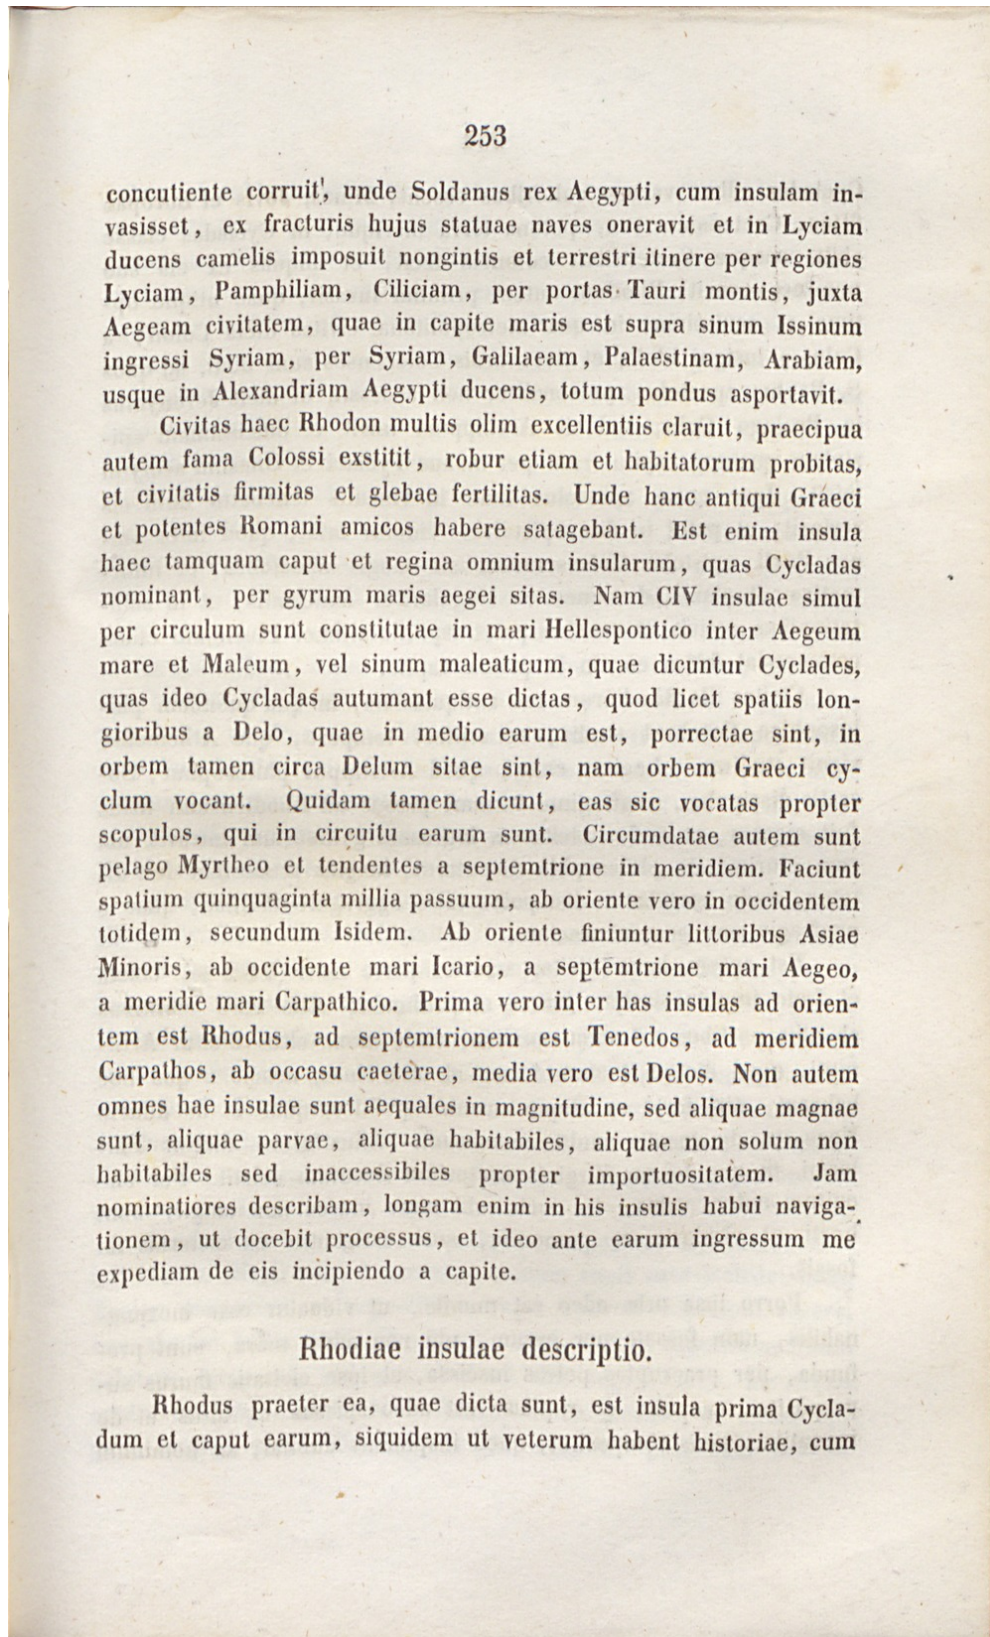 253
concutiente corruit', unde Soldanus rex Aegypti, cum insulam in-
vasisset, ex fracturis hujus statuae naves oneravit et in Lyciam
ducens camelis imposuit nongintis et terrestri itinere per regiones
Lyciam, Pamphiliam, Ciliciam, per portas Tauri montis, juxta
Aegeam civitatem, quae in capite maris est supra sinum Issinum
ingressi Syriam, per Syriam, Galilaeam, Palaestinam, Arabiam,
usque in Alexandriam Aegypti ducens, totum pondus asportavit.
Civitas haec Rhodon multis olim excellentiis claruit, praecipua
autem fama Colossi exstitit, robur etiam et habitatorum probitas,
et civitatis firmitas et glebae fertilitas. Unde hanc antiqui Graeci
et potentes Romani amicos habere satagebant. Est enim insula
haec tamquam caput et regina omnium insularum, quas Cycladas
nominant, per gyrum maris aegei sitas. Nam CIV insulae simul
per circulum sunt constitutae in mari Hellespontico inter Aegeum
mare et Maleum, vel sinum maleaticum, quae dicuntur Cyclades,
quas ideo Cycladas autumant esse dictas, quod licet spatiis lon-
gioribus a Delo, quae in medio earum est, porrectae sint, in
orbem tamen circa Delum sitae sint, nam orbem Graeci cy-
clum vocant. Quidam tamen dicunt, eas sic vocatas propter
scopulos, qui in circuitu earum sunt. Circumdatae autem sunt
pelago Myrtheo et tendentes a septemtrione in meridiem. Faciunt
spatium quinquaginta millia passuum, ab oriente vero in occidentem
totidem, secundum Isidem. Ab oriente finiuntur littoribus Asiae
Minoris, ab occidente mari Icario, a septemtrione mari Aegeo,
a meridie mari Carpathico. Prima vero inter has insulas ad orien-
tem est Rhodus, ad septemtrionem est Tenedos, ad meridiem
Carpathos, ab occasu caeterae, media vero est Delos. Non autem
omnes hae insulae sunt aequales in magnitudine, sed aliquae magnae
sunt, aliquae parvae, aliquae habitabiles, aliquae non solum non
habitabiles sed inaccessibiles propter importuositatem. Jam
nominatiores describam, longam enim in his insulis habui naviga-
tionem, ut docebit processus, et ideo ante earum ingressum me
expediam de eis incipiendo a capite.
Rhodiae insulae descriptio.
Rhodus praeter ea, quae dicta sunt, est insula prima Cycla-
dum et caput earum, siquidem ut veterum habent historiae, cum